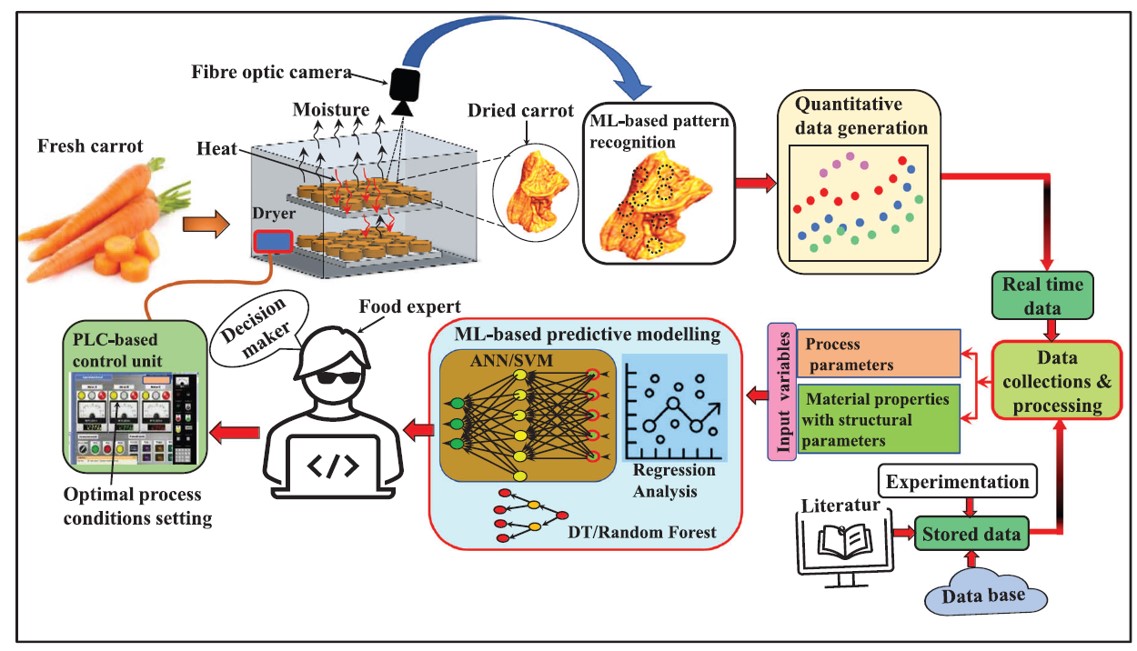 Fibre optic camera
Moisture
Dried carrot
Fresh carrot
Heat
Dryer
ML-based pattern
recognition
Quantitative
data generation
Real time
data
Data
collections &
processing
Process
parameters
Material properties
with structural
parameters
Input variables
Experimentation
Literatur
Stored data
Data base
ML-based predictive modelling
ANN/SVM
Regression
Analysis
DT/Random Forest
Food expert
Decision
maker
</>
PLC-based
control unit
Optimal process
conditions setting